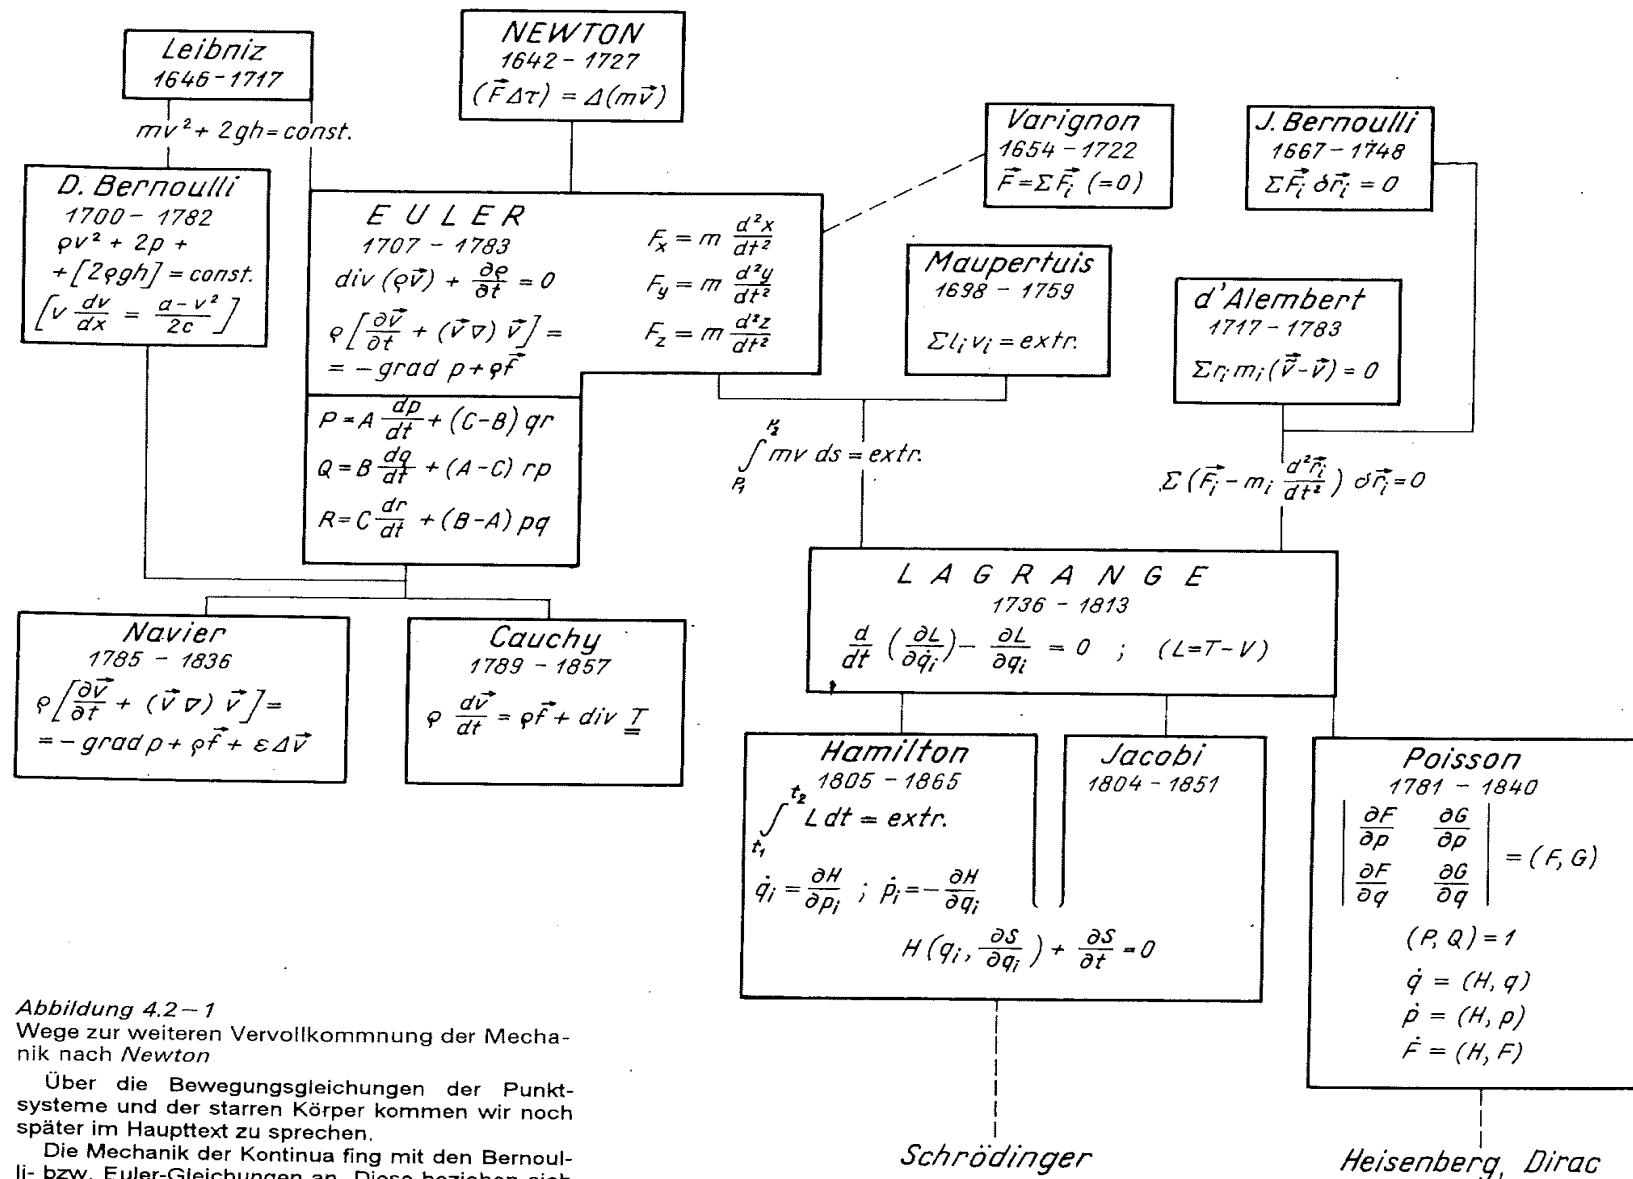 Leibniz
1646-1717
mv² + 2gh = const.
NEWTON
1642-1727
(F⃗Δτ) = Δ(mv⃗)
Varignon
1654-1722
F⃗=ΣF⃗ᵢ (=0)
J. Bernoulli
1667-1748
ΣF⃗ᵢ δr⃗ᵢ = 0
D. Bernoulli
1700-1782
ϱv² + 2p +
+ [2ϱgh] = const.
[v dv/dx = (a-v²)/2c]
EULER
1707-1783
div (ϱv⃗) + ∂ϱ/∂t = 0
ϱ[∂v⃗/∂t + (v⃗∇) v⃗] =
= -grad p + ϱf⃗
Fₓ = m d²x/dt²
F_y = m d²y/dt²
F_z = m d²z/dt²
P = A dp/dt + (C-B) qr
Q = B dq/dt + (A-C) rp
R = C dr/dt + (B-A) pq
Maupertuis
1698-1759
Σlᵢvᵢ = extr.
d'Alembert
1717-1783
Σrᵢmᵢ(ṽ⃗-v⃗) = 0
∫_{P₁}^{P₂} mv ds = extr.
Σ(F⃗ᵢ - mᵢ d²r⃗ᵢ/dt²) δr⃗ᵢ = 0
LAGRANGE
1736-1813
d/dt (∂L/∂q̇ᵢ) - ∂L/∂qᵢ = 0 ; (L=T-V)
Navier
1785-1836
ϱ[∂v⃗/∂t + (v⃗∇) v⃗] =
= -grad p + ϱf⃗ + εΔv⃗
Cauchy
1789-1857
ϱ dv⃗/dt = ϱf⃗ + div T
Hamilton
1805-1865
∫_{t₁}^{t₂} L dt = extr.
q̇ᵢ = ∂H/∂pᵢ ; ṗᵢ = -∂H/∂qᵢ
Jacobi
1804-1851
H(qᵢ, ∂S/∂qᵢ) + ∂S/∂t = 0
Poisson
1781-1840
|∂F/∂p ∂G/∂p|
|∂F/∂q ∂G/∂q| = (F, G)
(P, Q) = 1
q̇ = (H, q)
ṗ = (H, p)
Ḟ = (H, F)
Schrödinger
Heisenberg, Dirac
Abbildung 4.2–1
Wege zur weiteren Vervollkommnung der Mecha-
nik nach Newton
Über die Bewegungsgleichungen der Punkt-
systeme und der starren Körper kommen wir noch
später im Haupttext zu sprechen.
Die Mechanik der Kontinua fing mit den Bernoul-
li- bzw. Euler-Gleichungen an. Diese beziehen sich